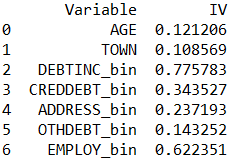 Variable IV
0 AGE 0.121206
1 TOWN 0.108569
2 DEBTINC_bin 0.775783
3 CREDDEBT_bin 0.343527
4 ADDRESS_bin 0.237193
5 OTHDEBT_bin 0.143252
6 EMPLOY_bin 0.622351